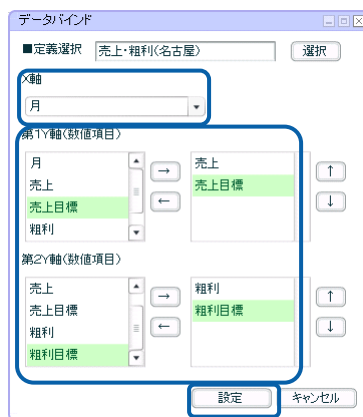 データバインド
■定義選択 売上・粗利(名古屋) 選択
X軸
月
第1Y軸(数値項目)
月
売上
売上目標
粗利
→
←
売上
売上目標
↑
↓
第2Y軸(数値項目)
売上
売上目標
粗利
粗利目標
→
←
粗利
粗利目標
↑
↓
設定 キャンセル